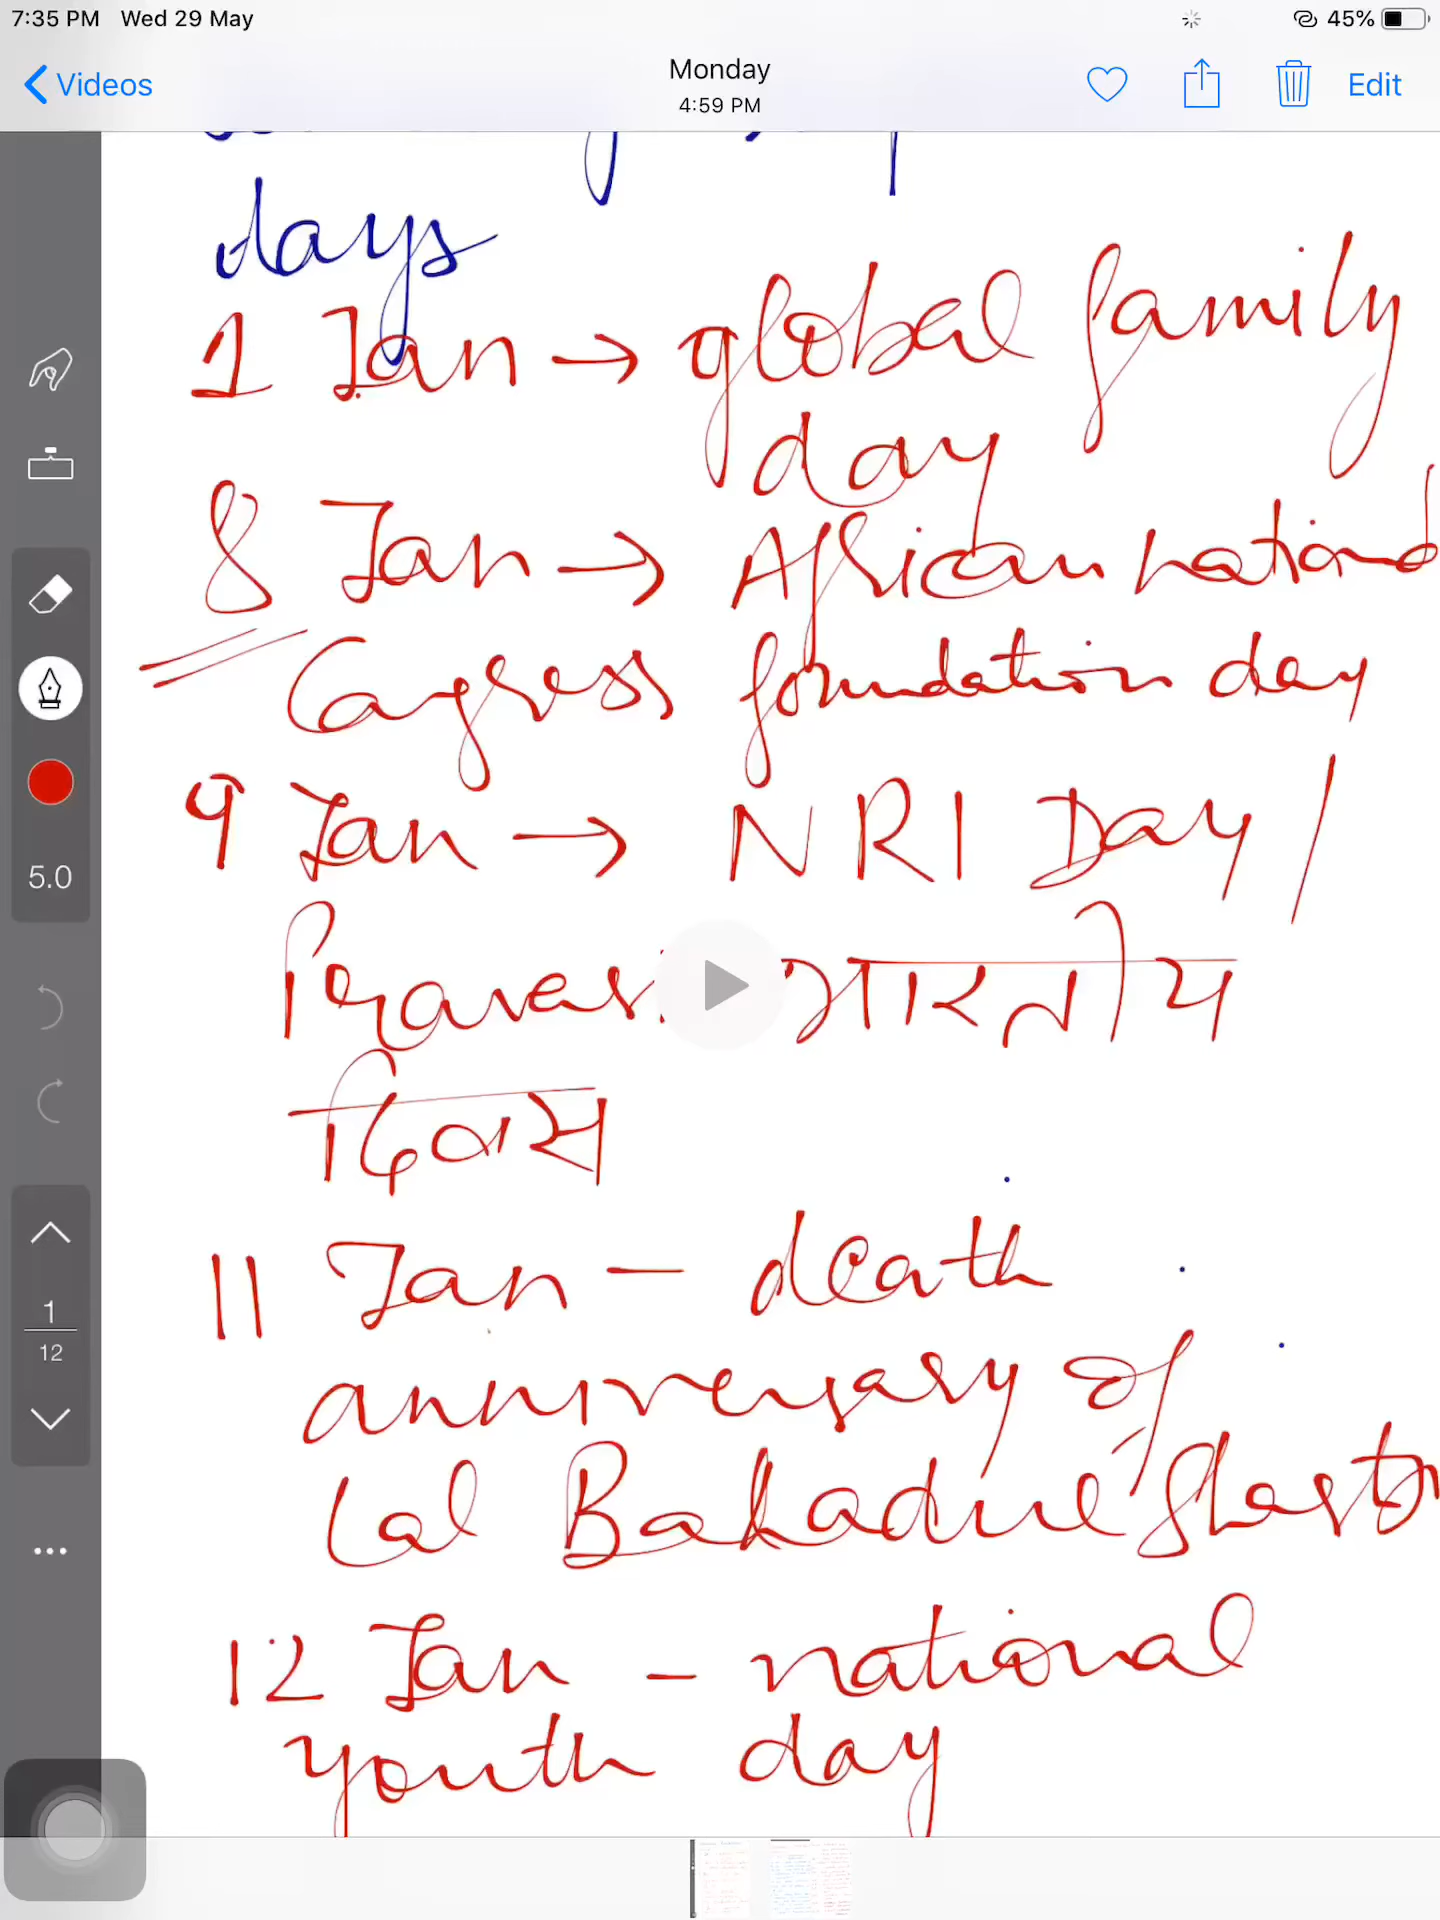 7:35 PM Wed 29 May
45%
Videos
Monday
4:59 PM
Edit
days
1 Jan → global family
day
8 Jan → African national
Congress foundation day
9 Jan → NRI Day /
Pravasi भारतीय
दिवस
11 Jan — death
anniversary of
Lal Bahadur Shastri
12 Jan – national
youth day
5.0
1
12